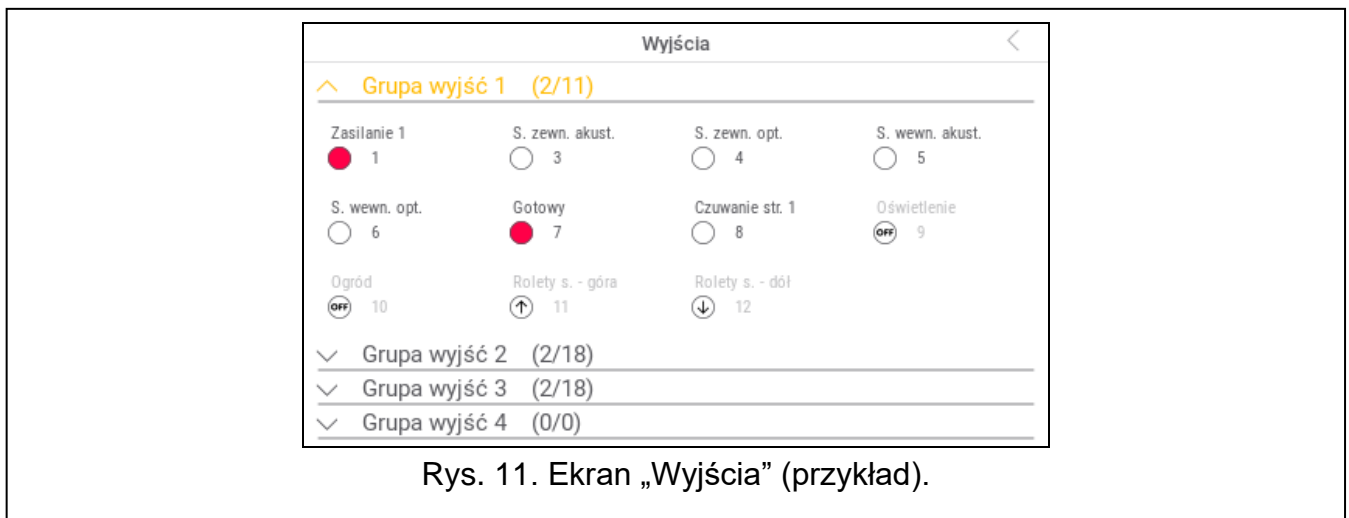 Wyjścia
Grupa wyjść 1 (2/11)
Zasilanie 1 S. zewn. akust. S. zewn. opt. S. wewn. akust.
1 3 4 5
S. wewn. opt. Gotowy Czuwanie str. 1 Oświetlenie
6 7 8 OFF 9
Ogród Rolety s. - góra Rolety s. - dół
OFF 10 11 12
Grupa wyjść 2 (2/18)
Grupa wyjść 3 (2/18)
Grupa wyjść 4 (0/0)
Rys. 11. Ekran „Wyjścia” (przykład).